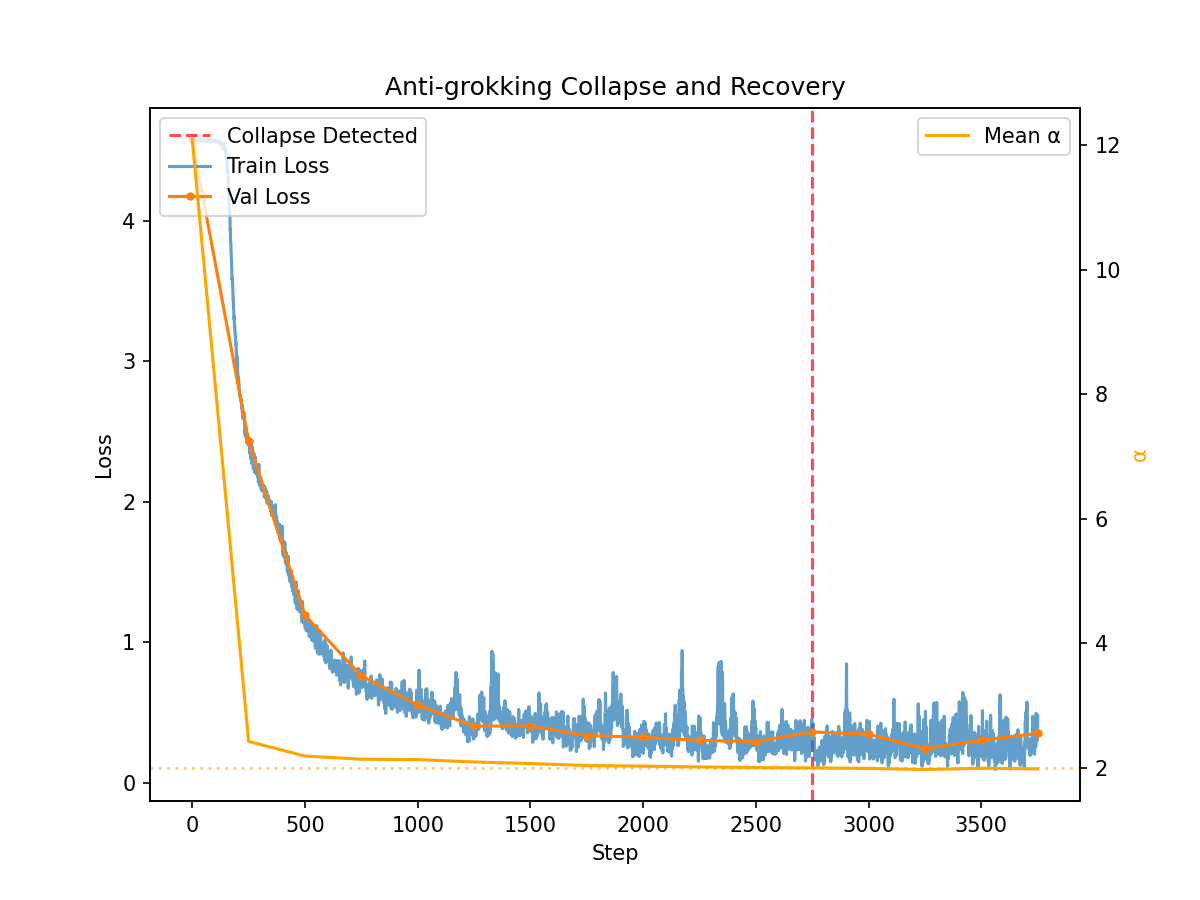 Anti-grokking Collapse and Recovery
Collapse Detected
Train Loss
Val Loss
Mean α
4
3
2
1
0
Loss
12
10
8
6
4
2
α
0 500 1000 1500 2000 2500 3000 3500
Step